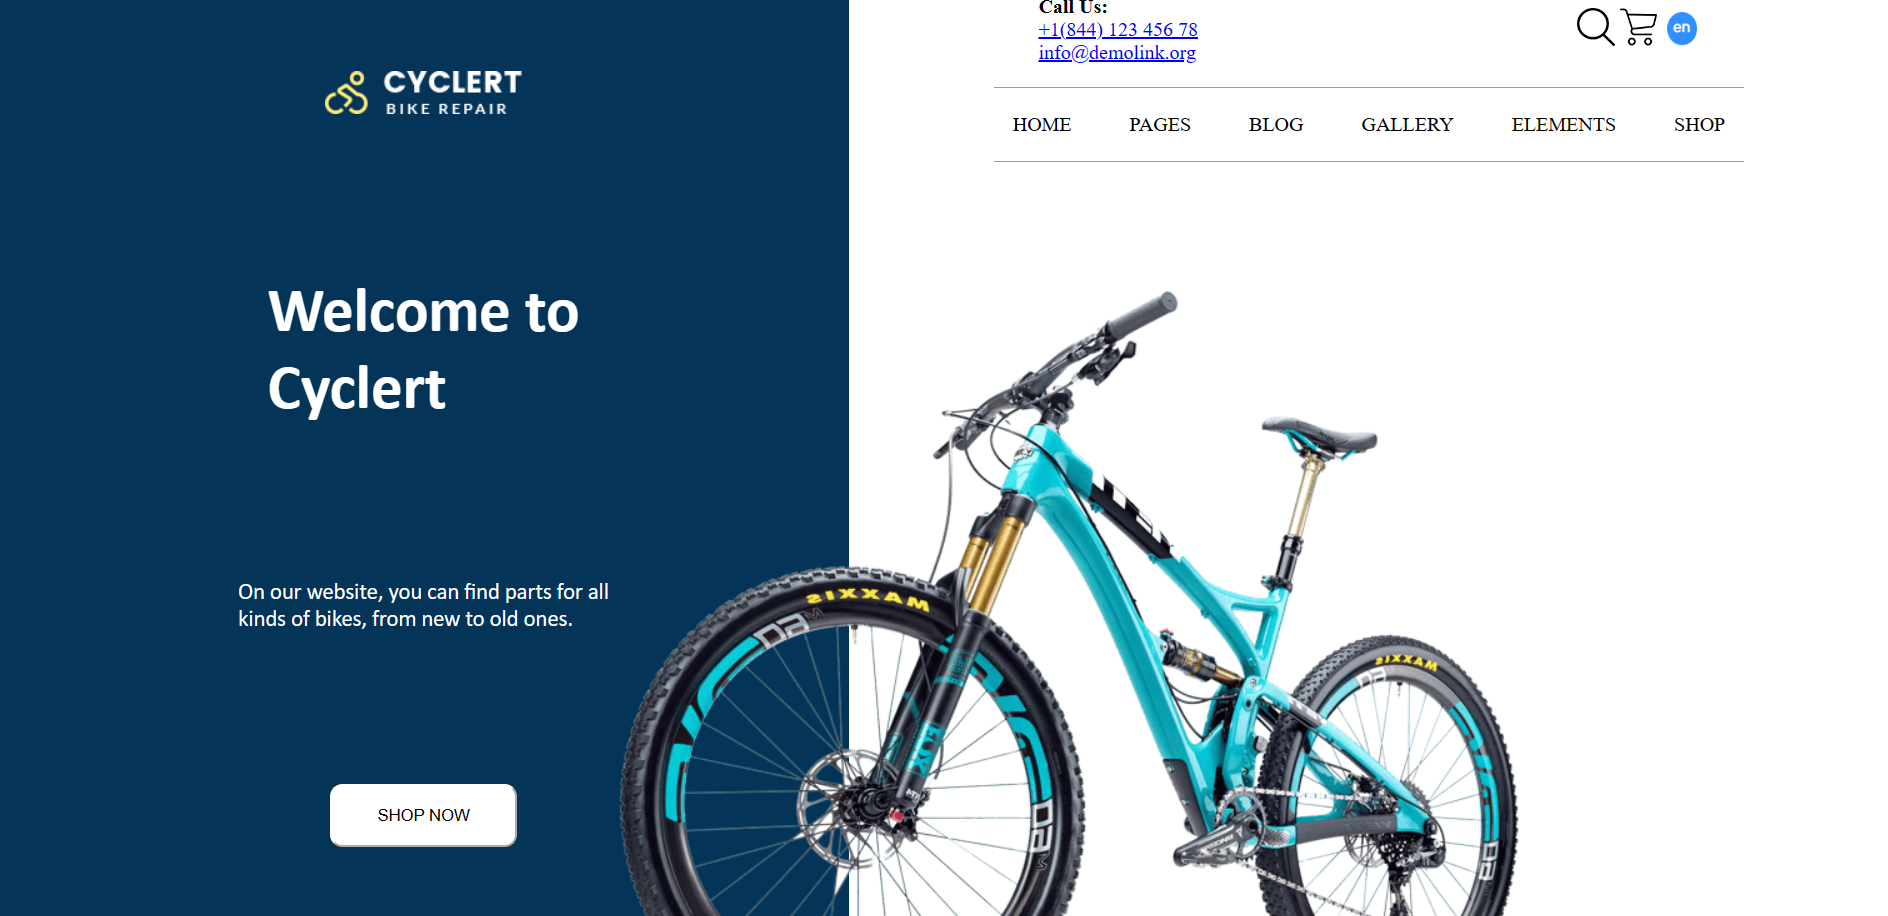 Call Us:
+1(844) 123 456 78
info@demolink.org
en
CYCLERT
BIKE REPAIR
HOME PAGES BLOG GALLERY ELEMENTS SHOP
Welcome to
Cyclert
On our website, you can find parts for all
kinds of bikes, from new to old ones.
SHOP NOW
MAXXIS
MAXXIS
FOX